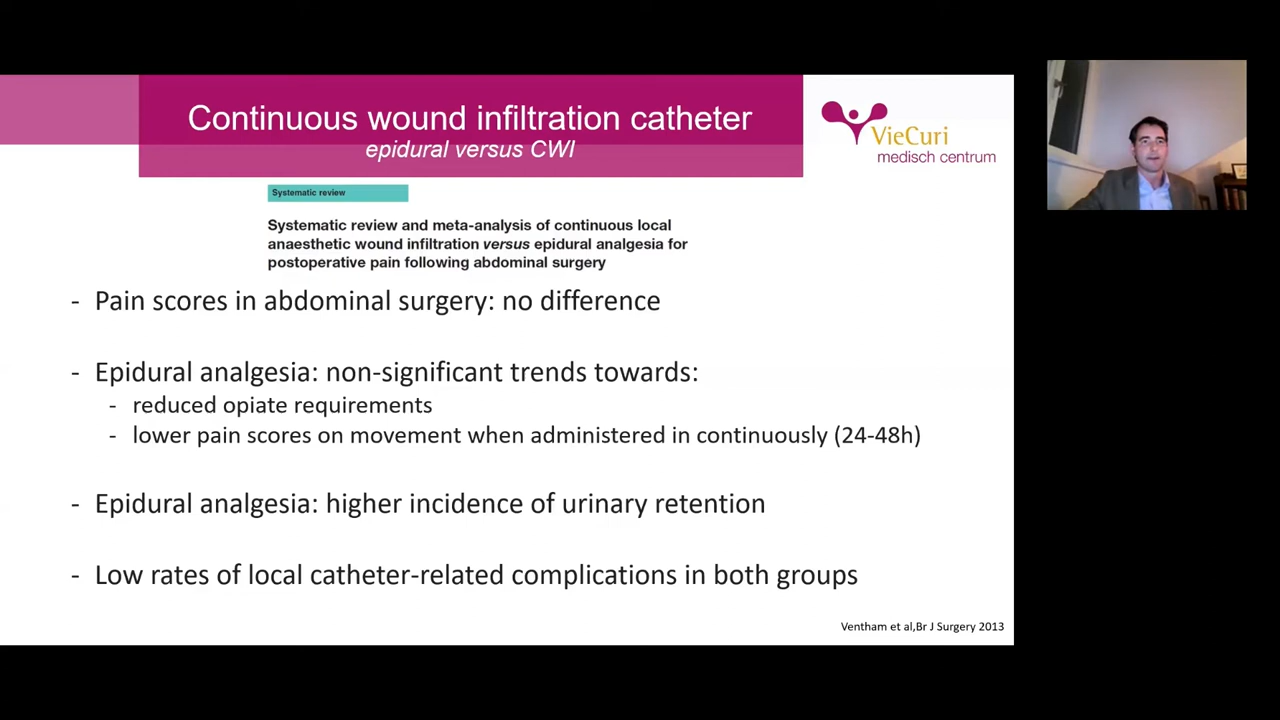 Continuous wound infiltration catheter
epidural versus CWI
VieCuri
medisch centrum
Systematic review
Systematic review and meta-analysis of continuous local
anaesthetic wound infiltration versus epidural analgesia for
postoperative pain following abdominal surgery
- Pain scores in abdominal surgery: no difference
- Epidural analgesia: non-significant trends towards:
- reduced opiate requirements
- lower pain scores on movement when administered in continuously (24-48h)
- Epidural analgesia: higher incidence of urinary retention
- Low rates of local catheter-related complications in both groups
Ventham et al,Br J Surgery 2013